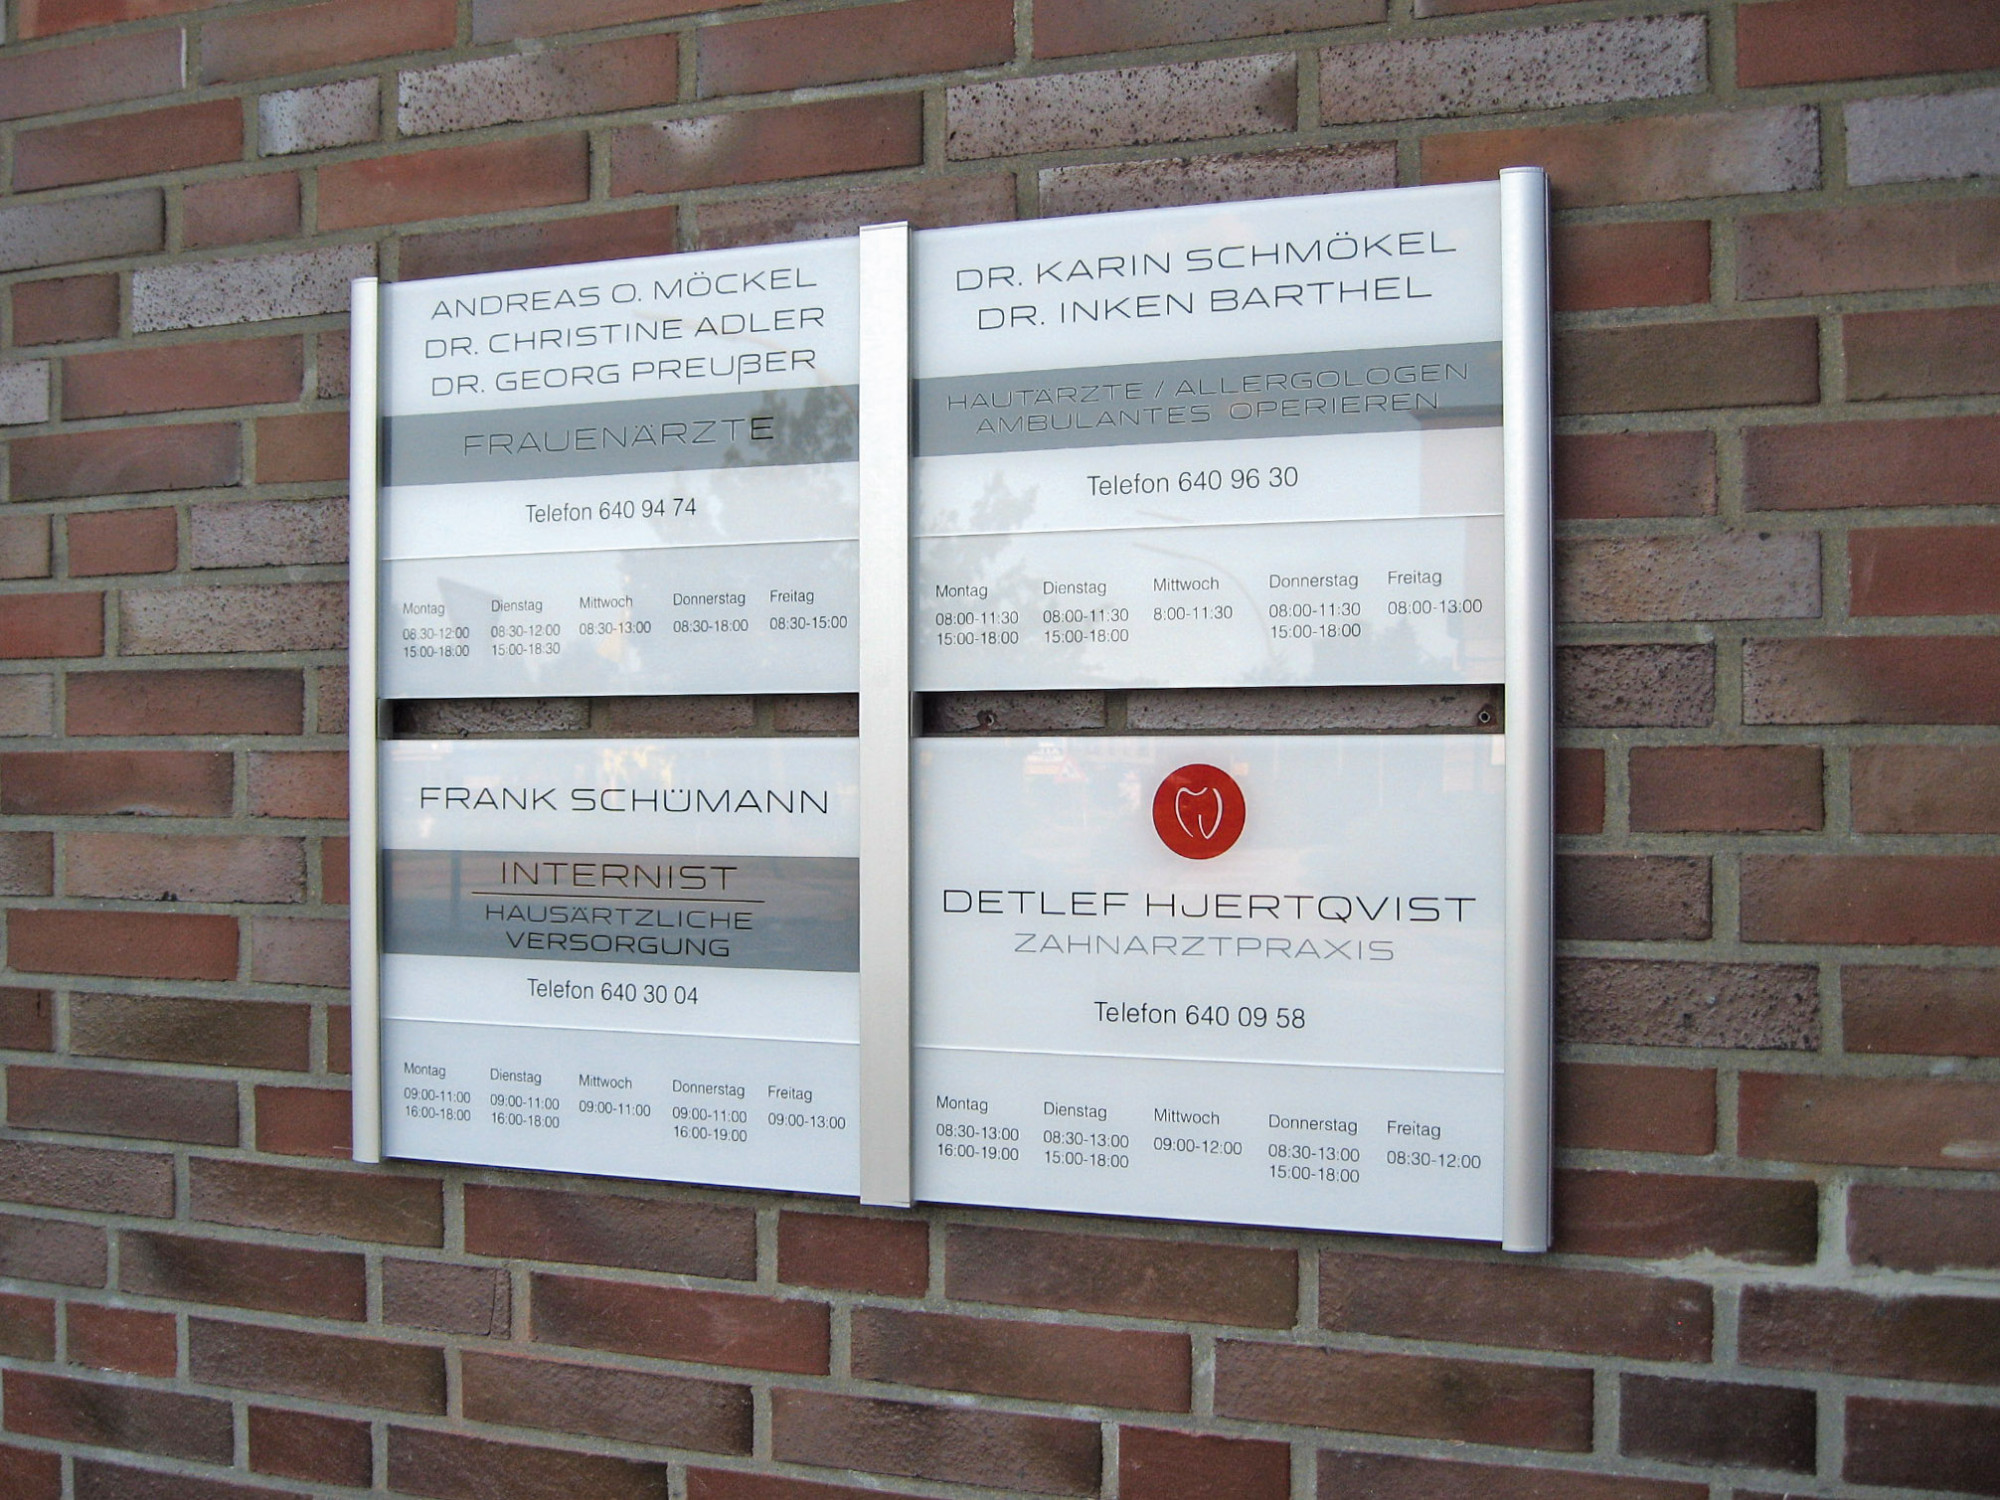 ANDREAS O. MÖCKEL
DR. CHRISTINE ADLER
DR. GEORG PREUßER
FRAUENÄRZTE
Telefon 640 94 74
Montag Dienstag Mittwoch Donnerstag Freitag
08:30-12:00 08:30-12:00 08:30-13:00 08:30-18:00 08:30-15:00
15:00-18:00 15:00-18:30
DR. KARIN SCHMÖKEL
DR. INKEN BARTHEL
HAUTÄRZTE / ALLERGOLOGEN
AMBULANTES OPERIEREN
Telefon 640 96 30
Montag Dienstag Mittwoch Donnerstag Freitag
08:00-11:30 08:00-11:30 8:00-11:30 08:00-11:30 08:00-13:00
15:00-18:00 15:00-18:00 15:00-18:00
FRANK SCHÜMANN
INTERNIST
HAUSÄRTZLICHE
VERSORGUNG
Telefon 640 30 04
Montag Dienstag Mittwoch Donnerstag Freitag
09:00-11:00 09:00-11:00 09:00-11:00 09:00-11:00 09:00-13:00
16:00-18:00 16:00-18:00 16:00-19:00
DETLEF HJERTQVIST
ZAHNARZTPRAXIS
Telefon 640 09 58
Montag Dienstag Mittwoch Donnerstag Freitag
08:30-13:00 08:30-13:00 09:00-12:00 08:30-13:00 08:30-12:00
16:00-19:00 15:00-18:00 15:00-18:00